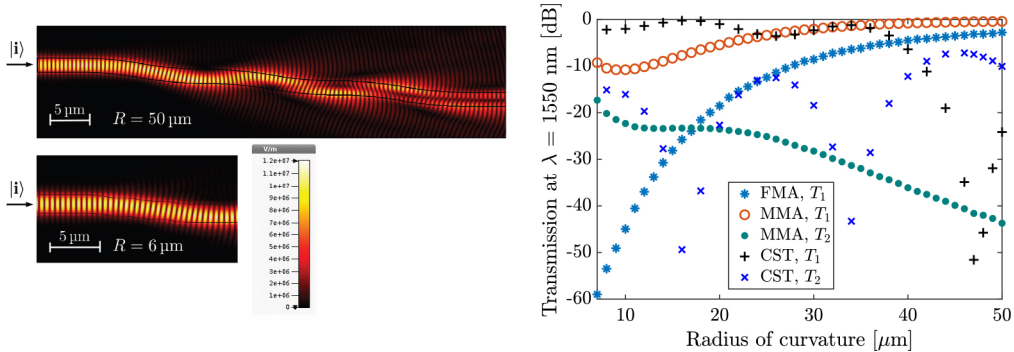 |i⟩
5 μm
R = 50 μm
|i⟩
5 μm
R = 6 μm
V/m
1.2e+07
1.1e+07
1e+07
9e+06
8e+06
7e+06
6e+06
5e+06
4e+06
3e+06
2e+06
1e+06
0
Transmission at λ = 1550 nm [dB]
0
-10
-20
-30
-40
-50
-60
FMA, T₁
MMA, T₁
MMA, T₂
CST, T₁
CST, T₂
10 20 30 40 50
Radius of curvature [μm]